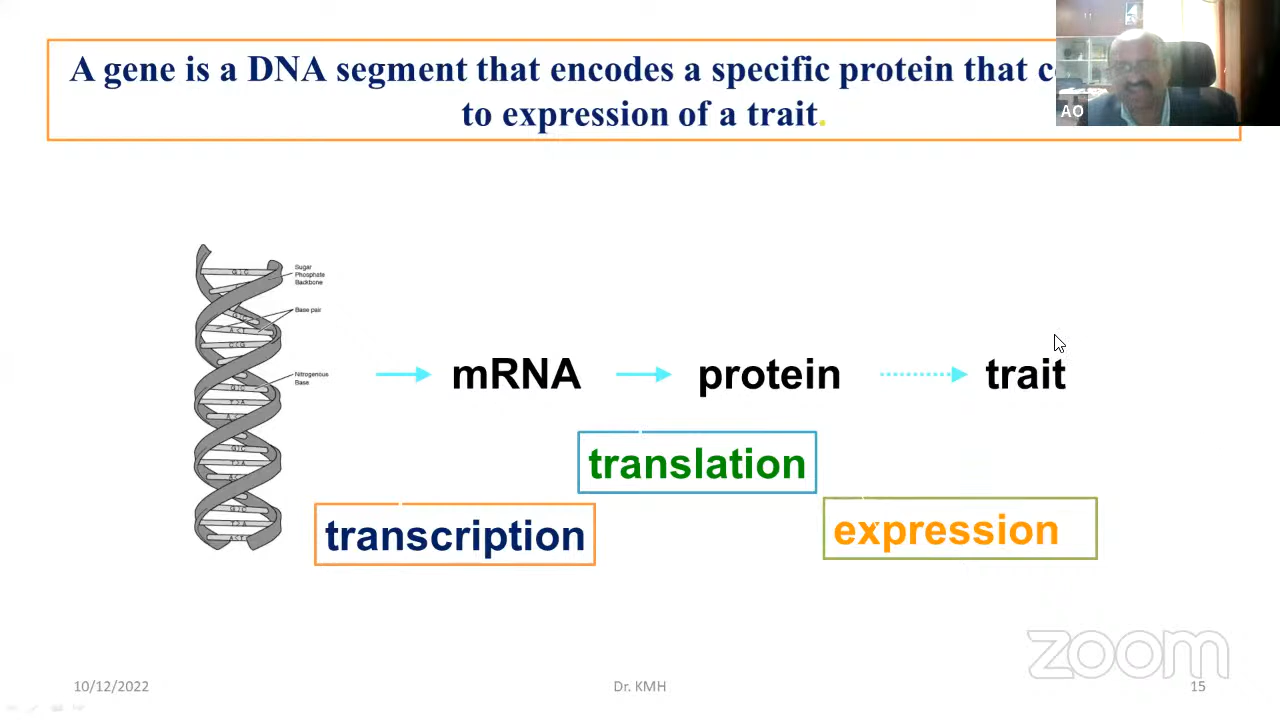 A gene is a DNA segment that encodes a specific protein that
to expression of a trait.
AO
Sugar
Phosphate
Backbone
Base pair
Nitrogenous
Base
mRNA
protein
trait
translation
transcription
expression
zoom
10/12/2022
Dr. KMH
15